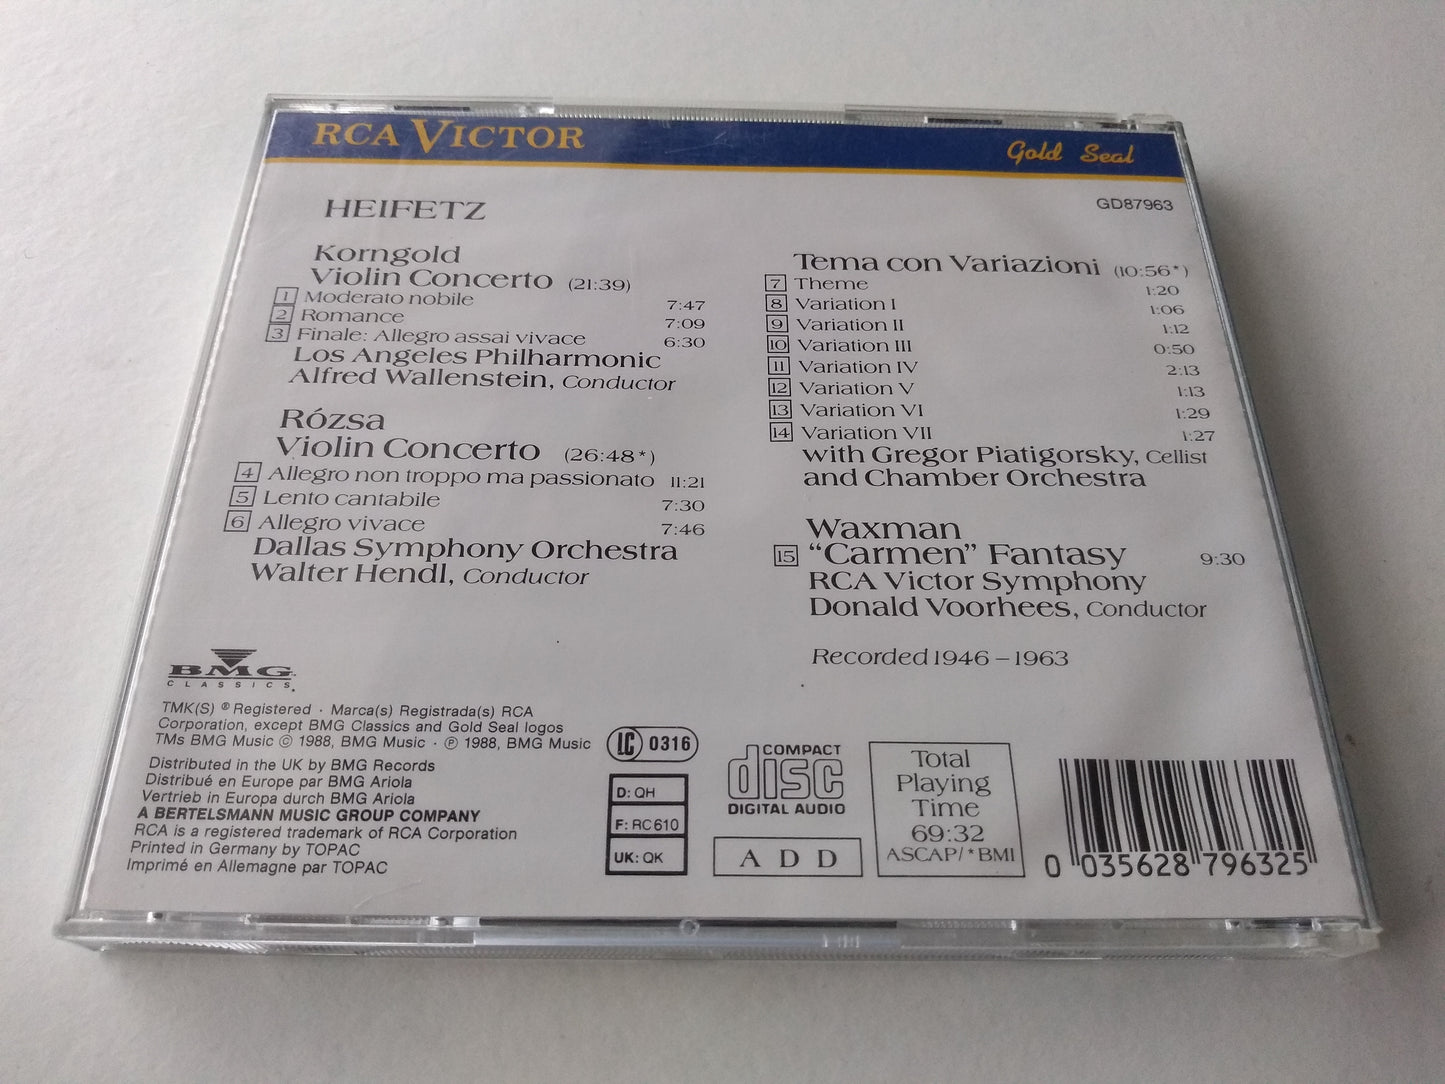 RCA VICTOR
Gold Seal
HEIFETZ
GD87963
Korngold
Violin Concerto (21:39)
1 Moderato nobile 7:47
2 Romance 7:09
3 Finale: Allegro assai vivace 6:30
Los Angeles Philharmonic
Alfred Wallenstein, Conductor
Rózsa
Violin Concerto (26:48*)
4 Allegro non troppo ma passionato 11:21
5 Lento cantabile 7:30
6 Allegro vivace 7:46
Dallas Symphony Orchestra
Walter Hendl, Conductor
Tema con Variazioni (10:56*)
7 Theme 1:20
8 Variation I 1:06
9 Variation II 1:12
10 Variation III 0:50
11 Variation IV 2:13
12 Variation V 1:13
13 Variation VI 1:29
14 Variation VII 1:27
with Gregor Piatigorsky, Cellist
and Chamber Orchestra
Waxman
15 “Carmen” Fantasy 9:30
RCA Victor Symphony
Donald Voorhees, Conductor
Recorded 1946 – 1963
BMG
CLASSICS
TMK(S) ® Registered · Marca(s) Registrada(s) RCA
Corporation, except BMG Classics and Gold Seal logos
TMs BMG Music © 1988, BMG Music · ℗ 1988, BMG Music
Distributed in the UK by BMG Records
Distribué en Europe par BMG Ariola
Vertrieb in Europa durch BMG Ariola
A BERTELSMANN MUSIC GROUP COMPANY
RCA is a registered trademark of RCA Corporation
Printed in Germany by TOPAC
Imprimé en Allemagne par TOPAC
LC 0316
D: QH
F: RC 610
UK: QK
COMPACT
disc
DIGITAL AUDIO
A D D
Total
Playing
Time
69:32
ASCAP/*BMI
0 035628 796325